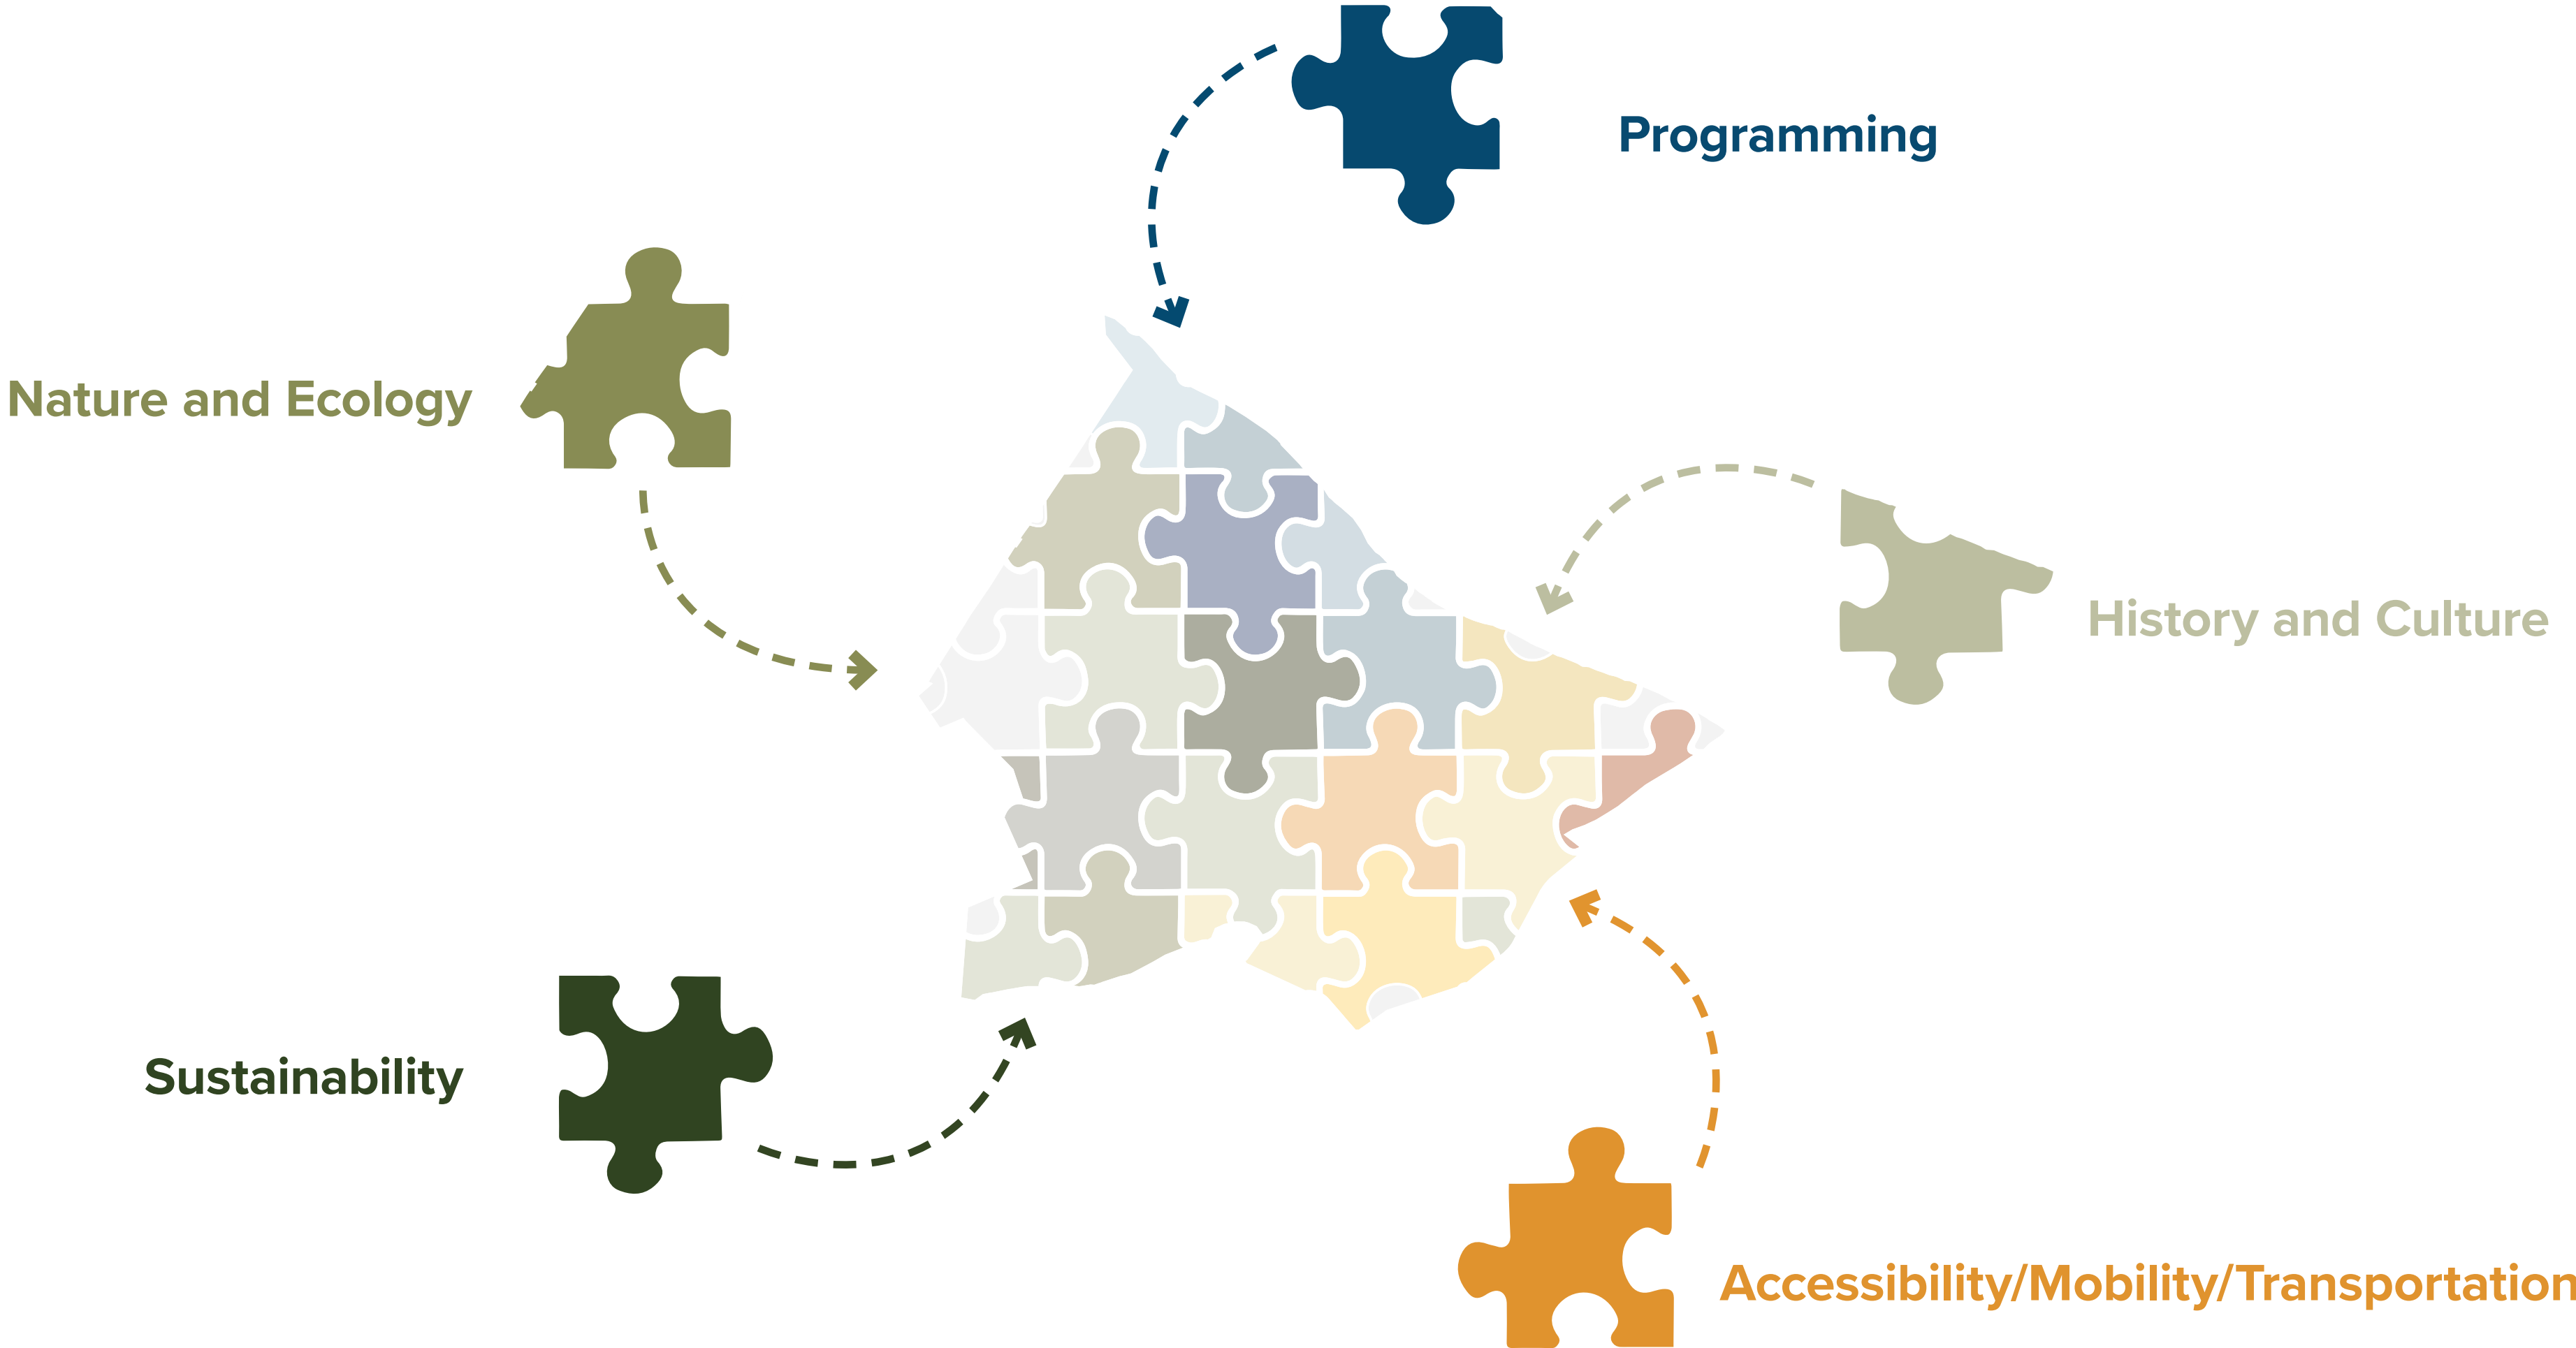 Programming
Nature and Ecology
History and Culture
Sustainability
Accessibility/Mobility/Transportation